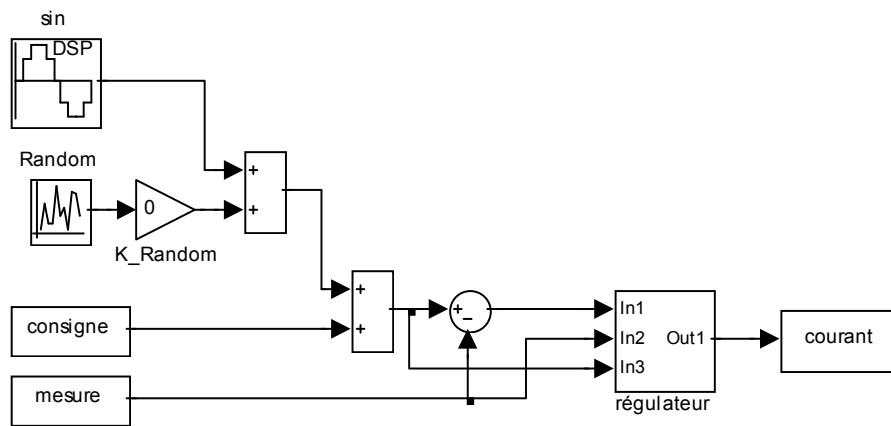 sin
DSP
Random
0
K_Random
+
+
+
+
+
−
consigne
mesure
In1
In2
In3
Out1
régulateur
courant